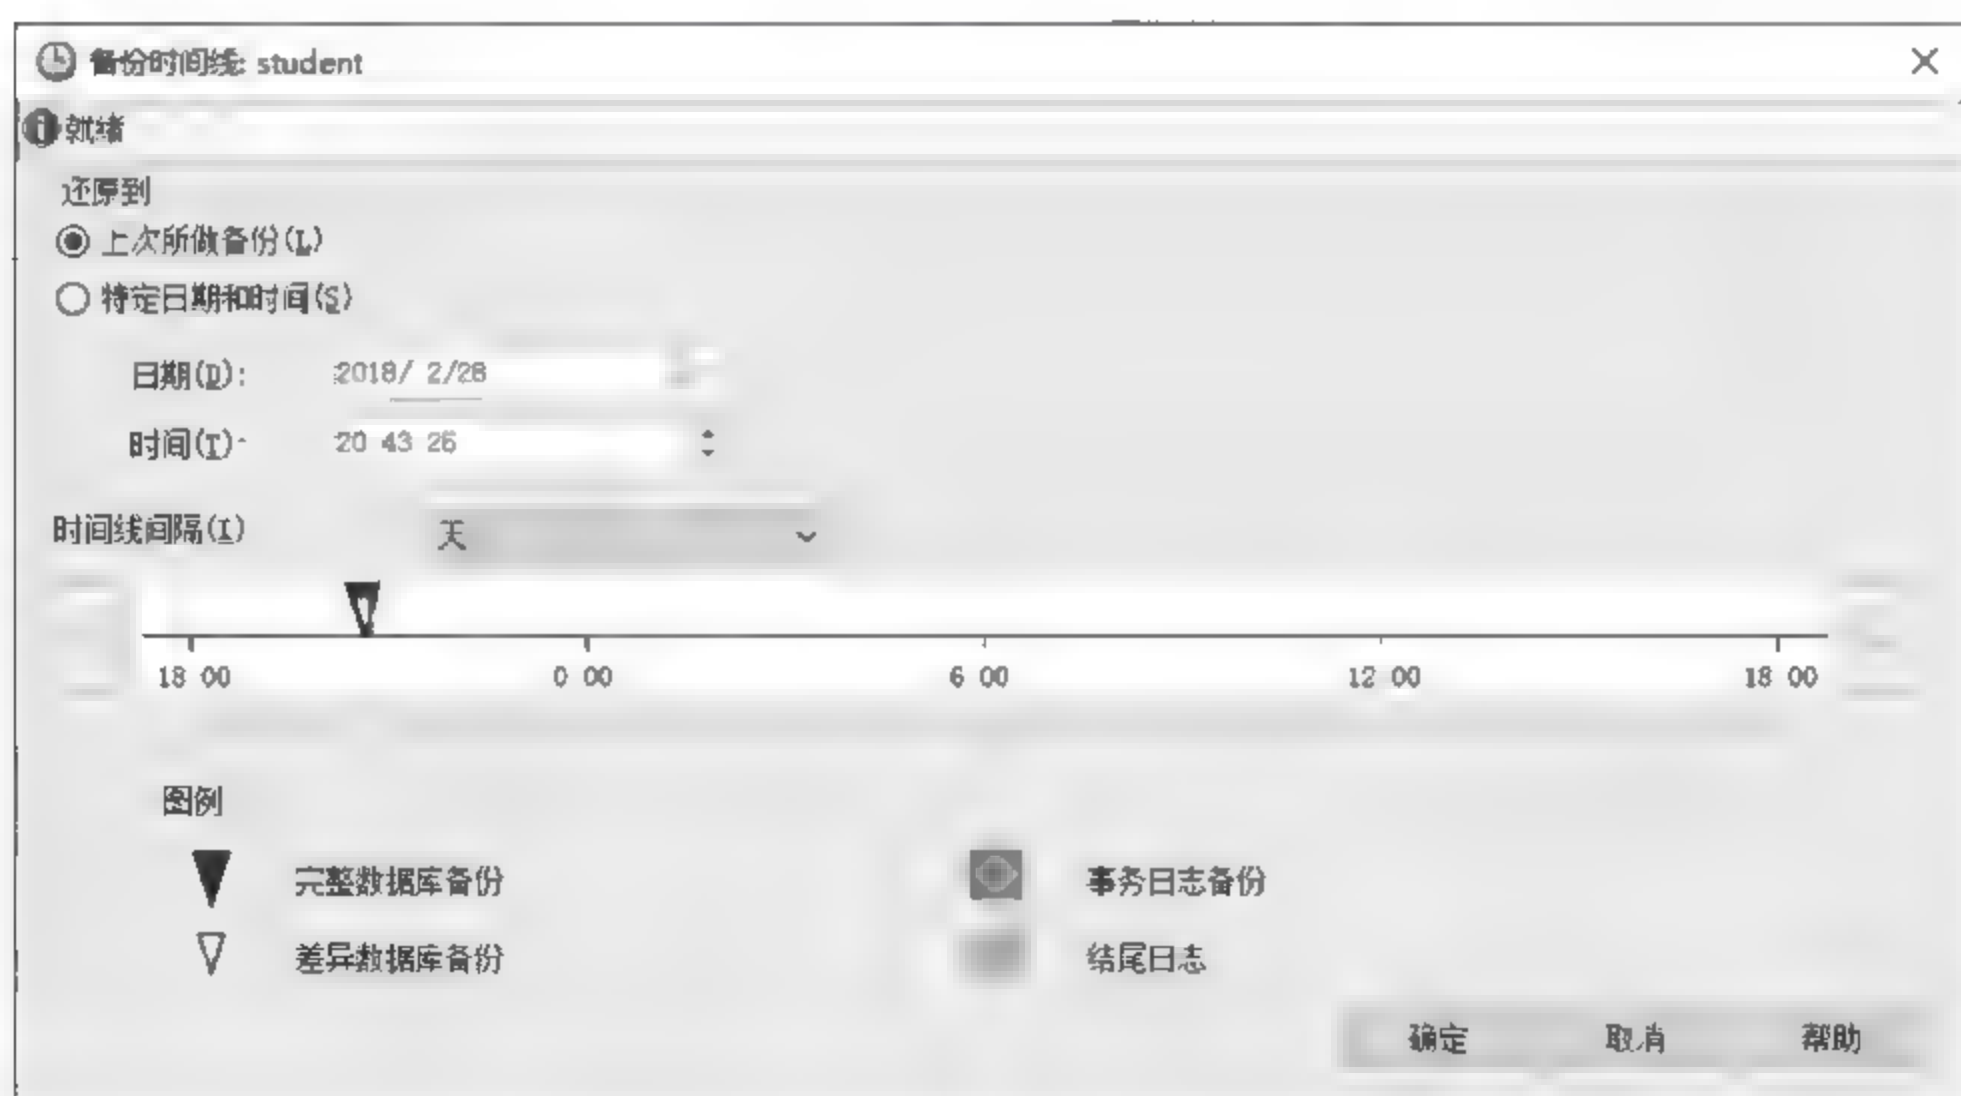 备份时间线: student
就绪
还原到
上次所做备份(L)
特定日期和时间(S)
日期(D): 2018/ 2/28
时间(T): 20 43 26
时间线间隔(I) 天
18 00 0 00 6 00 12 00 18 00
图例
完整数据库备份 事务日志备份
差异数据库备份 结尾日志
确定 取消 帮助